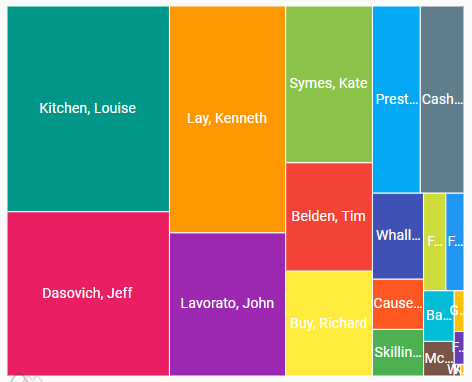 Kitchen, Louise
Dasovich, Jeff
Lay, Kenneth
Lavorato, John
Symes, Kate
Belden, Tim
Buy, Richard
Prest...
Cash...
Whall...
Cause...
Skillin...
F...
F...
Ba...
G...
Mc...
F...